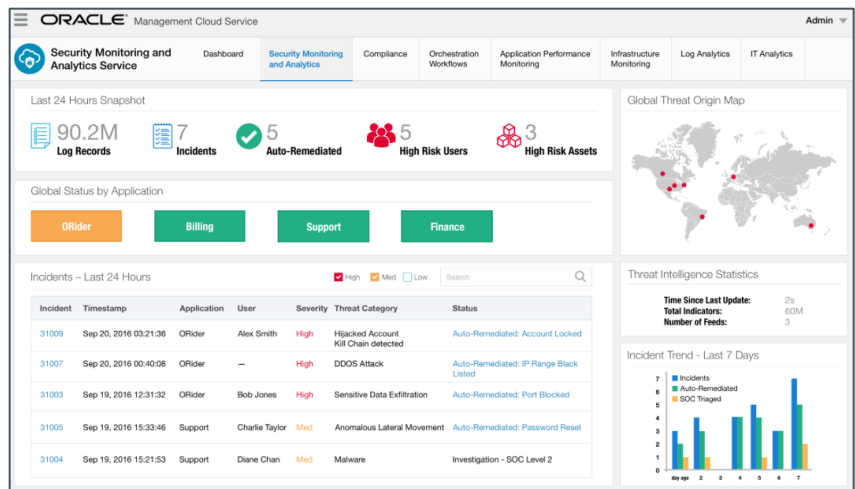 ORACLE Management Cloud Service
Admin
Security Monitoring and
Analytics Service
Dashboard
Security Monitoring
and Analytics
Compliance
Orchestration
Workflows
Application Performance
Monitoring
Infrastructure
Monitoring
Log Analytics
IT Analytics
Last 24 Hours Snapshot
90.2M
Log Records
7
Incidents
5
Auto-Remediated
5
High Risk Users
3
High Risk Assets
Global Status by Application
ORider
Billing
Support
Finance
Global Threat Origin Map
Incidents – Last 24 Hours
High
Med
Low
Search
Incident Timestamp Application User Severity Threat Category Status
31009 Sep 20, 2016 03:21:36 ORider Alex Smith High Hijacked Account Auto-Remediated: Account Locked
Kill Chain detected
31007 Sep 20, 2016 00:40:08 ORider – High DDOS Attack Auto-Remediated: IP Range Black
Listed
31003 Sep 19, 2016 12:31:32 ORider Bob Jones High Sensitive Data Exfiltration Auto-Remediated: Port Blocked
31005 Sep 19, 2016 15:33:46 Support Charlie Taylor Med Anomalous Lateral Movement Auto-Remediated: Password Reset
31004 Sep 19, 2016 15:21:53 Support Diane Chan Med Malware Investigation - SOC Level 2
Threat Intelligence Statistics
Time Since Last Update: 2s
Total Indicators: 60M
Number of Feeds: 3
Incident Trend - Last 7 Days
Incidents
Auto-Remediated
SOC Triaged
7
6
5
4
3
2
1
0
day ago 2 3 4 5 6 7